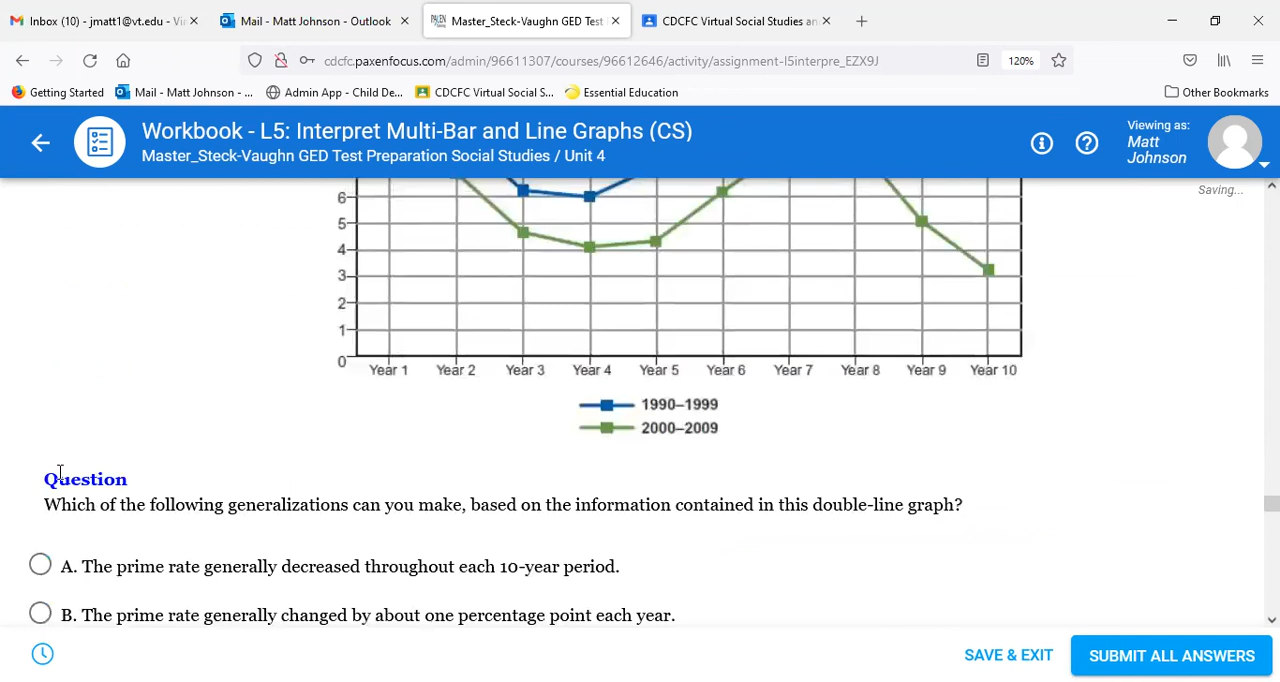 Inbox (10) - jmatt1@vt.edu - Vi
Mail - Matt Johnson - Outlook
PAXEN
Master_Steck-Vaughn GED Test
CDCFC Virtual Social Studies an
cdcfc.paxenfocus.com/admin/96611307/courses/96612646/activity/assignment-l5interpre_EZX9J
120%
Getting Started
Mail - Matt Johnson - ...
Admin App - Child De...
CDCFC Virtual Social S...
Essential Education
Other Bookmarks
Workbook - L5: Interpret Multi-Bar and Line Graphs (CS)
Master_Steck-Vaughn GED Test Preparation Social Studies / Unit 4
Viewing as:
Matt
Johnson
Saving...
6
5
4
3
2
1
0
Year 1 Year 2 Year 3 Year 4 Year 5 Year 6 Year 7 Year 8 Year 9 Year 10
1990–1999
2000–2009
Question
Which of the following generalizations can you make, based on the information contained in this double-line graph?
A. The prime rate generally decreased throughout each 10-year period.
B. The prime rate generally changed by about one percentage point each year.
SAVE & EXIT
SUBMIT ALL ANSWERS